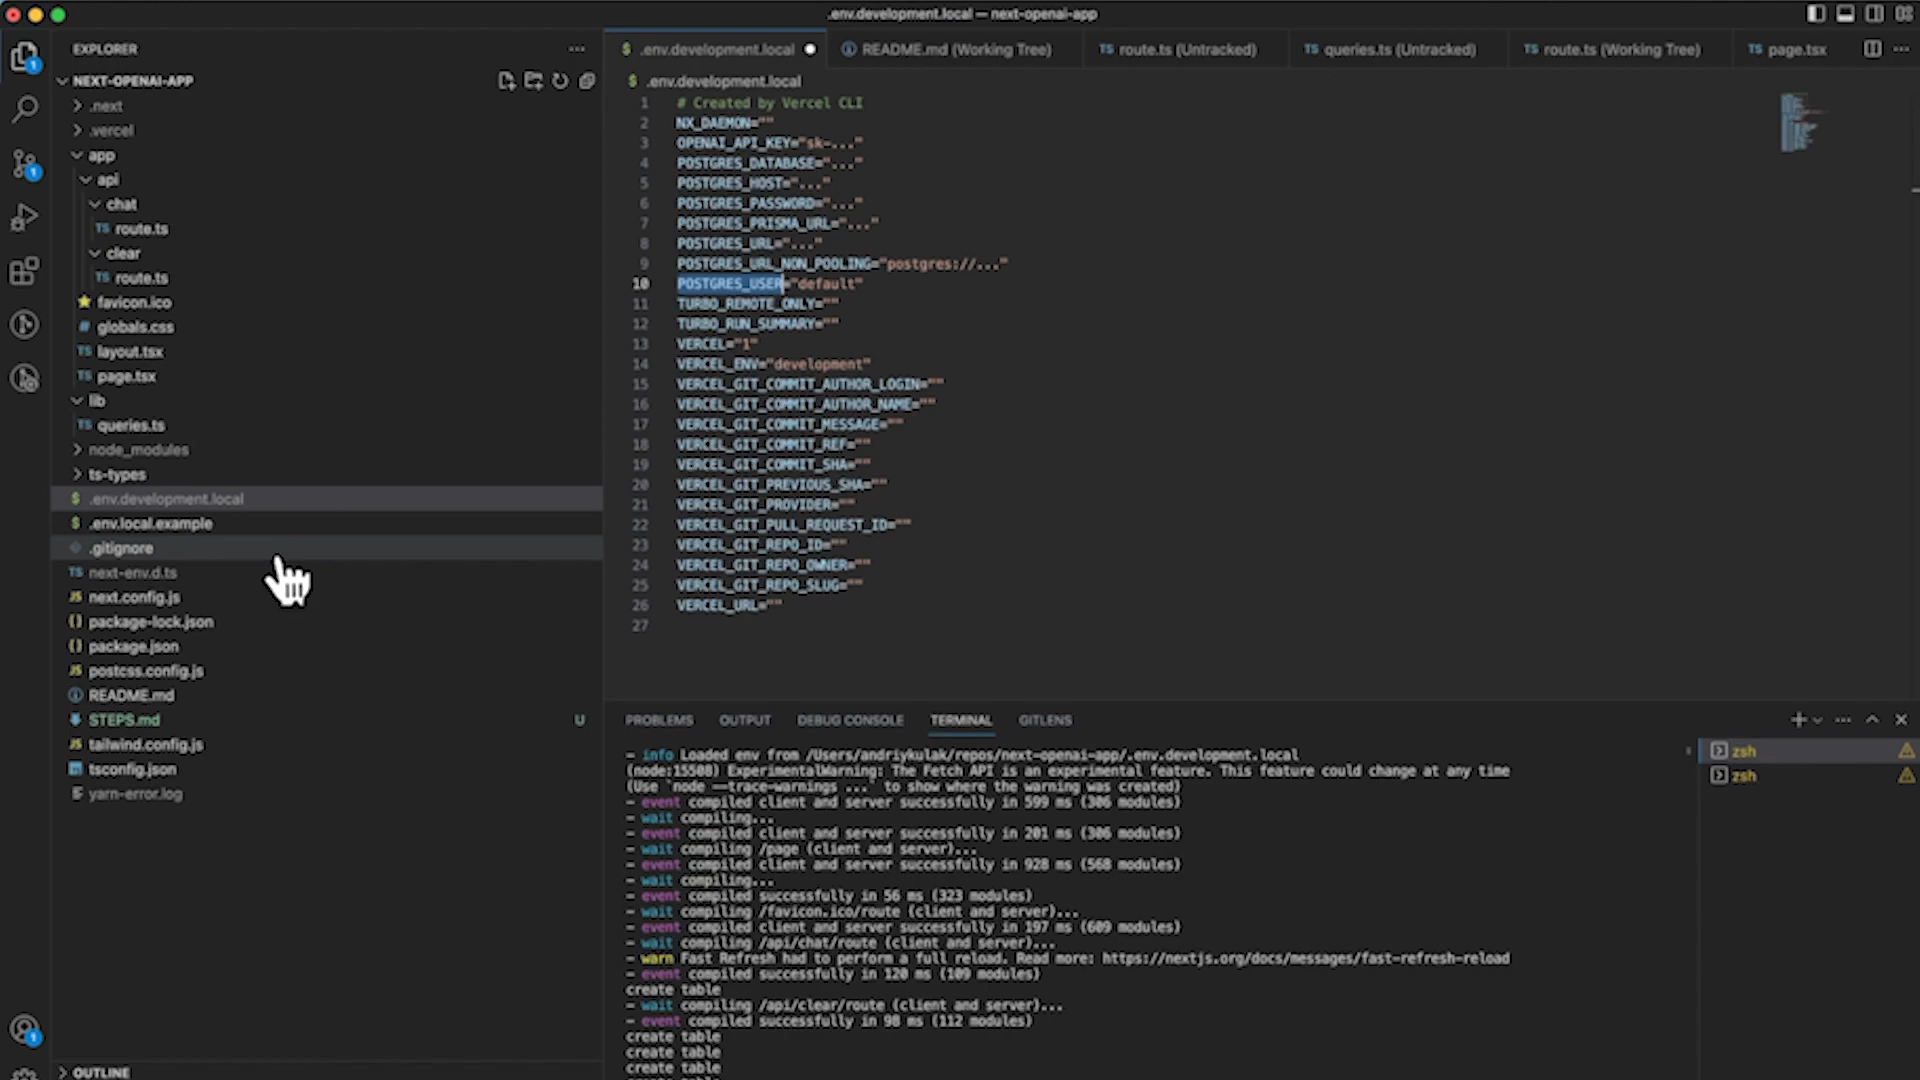 .env.development.local — next-openai-app
EXPLORER
NEXT-OPENAI-APP
.next
.vercel
app
api
chat
TS route.ts
clear
TS route.ts
favicon.ico
# globals.css
TS layout.tsx
TS page.tsx
lib
TS queries.ts
node_modules
ts-types
$ .env.development.local
$ .env.local.example
.gitignore
TS next-env.d.ts
JS next.config.js
{} package-lock.json
{} package.json
JS postcss.config.js
README.md
STEPS.md U
JS tailwind.config.js
tsconfig.json
yarn-error.log
OUTLINE
1
1
1
$ .env.development.local
README.md (Working Tree)
TS route.ts (Untracked)
TS queries.ts (Untracked)
TS route.ts (Working Tree)
TS page.tsx
$ .env.development.local
1 # Created by Vercel CLI
2 NX_DAEMON=""
3 OPENAI_API_KEY="sk-..."
4 POSTGRES_DATABASE="..."
5 POSTGRES_HOST="..."
6 POSTGRES_PASSWORD="..."
7 POSTGRES_PRISMA_URL="..."
8 POSTGRES_URL="..."
9 POSTGRES_URL_NON_POOLING="postgres://..."
10 POSTGRES_USER="default"
11 TURBO_REMOTE_ONLY=""
12 TURBO_RUN_SUMMARY=""
13 VERCEL="1"
14 VERCEL_ENV="development"
15 VERCEL_GIT_COMMIT_AUTHOR_LOGIN=""
16 VERCEL_GIT_COMMIT_AUTHOR_NAME=""
17 VERCEL_GIT_COMMIT_MESSAGE=""
18 VERCEL_GIT_COMMIT_REF=""
19 VERCEL_GIT_COMMIT_SHA=""
20 VERCEL_GIT_PREVIOUS_SHA=""
21 VERCEL_GIT_PROVIDER=""
22 VERCEL_GIT_PULL_REQUEST_ID=""
23 VERCEL_GIT_REPO_ID=""
24 VERCEL_GIT_REPO_OWNER=""
25 VERCEL_GIT_REPO_SLUG=""
26 VERCEL_URL=""
27
PROBLEMS OUTPUT DEBUG CONSOLE TERMINAL GITLENS
- info Loaded env from /Users/andriykulak/repos/next-openai-app/.env.development.local
(node:15508) ExperimentalWarning: The Fetch API is an experimental feature. This feature could change at any time
(Use `node --trace-warnings ...` to show where the warning was created)
- event compiled client and server successfully in 599 ms (306 modules)
- wait compiling...
- event compiled client and server successfully in 201 ms (306 modules)
- wait compiling /page (client and server)...
- event compiled client and server successfully in 928 ms (568 modules)
- wait compiling...
- event compiled successfully in 56 ms (323 modules)
- wait compiling /favicon.ico/route (client and server)...
- event compiled client and server successfully in 197 ms (609 modules)
- wait compiling /api/chat/route (client and server)...
- warn Fast Refresh had to perform a full reload. Read more: https://nextjs.org/docs/messages/fast-refresh-reload
- event compiled successfully in 120 ms (109 modules)
create table
- wait compiling /api/clear/route (client and server)...
- event compiled successfully in 98 ms (112 modules)
create table
create table
create table
zsh
zsh